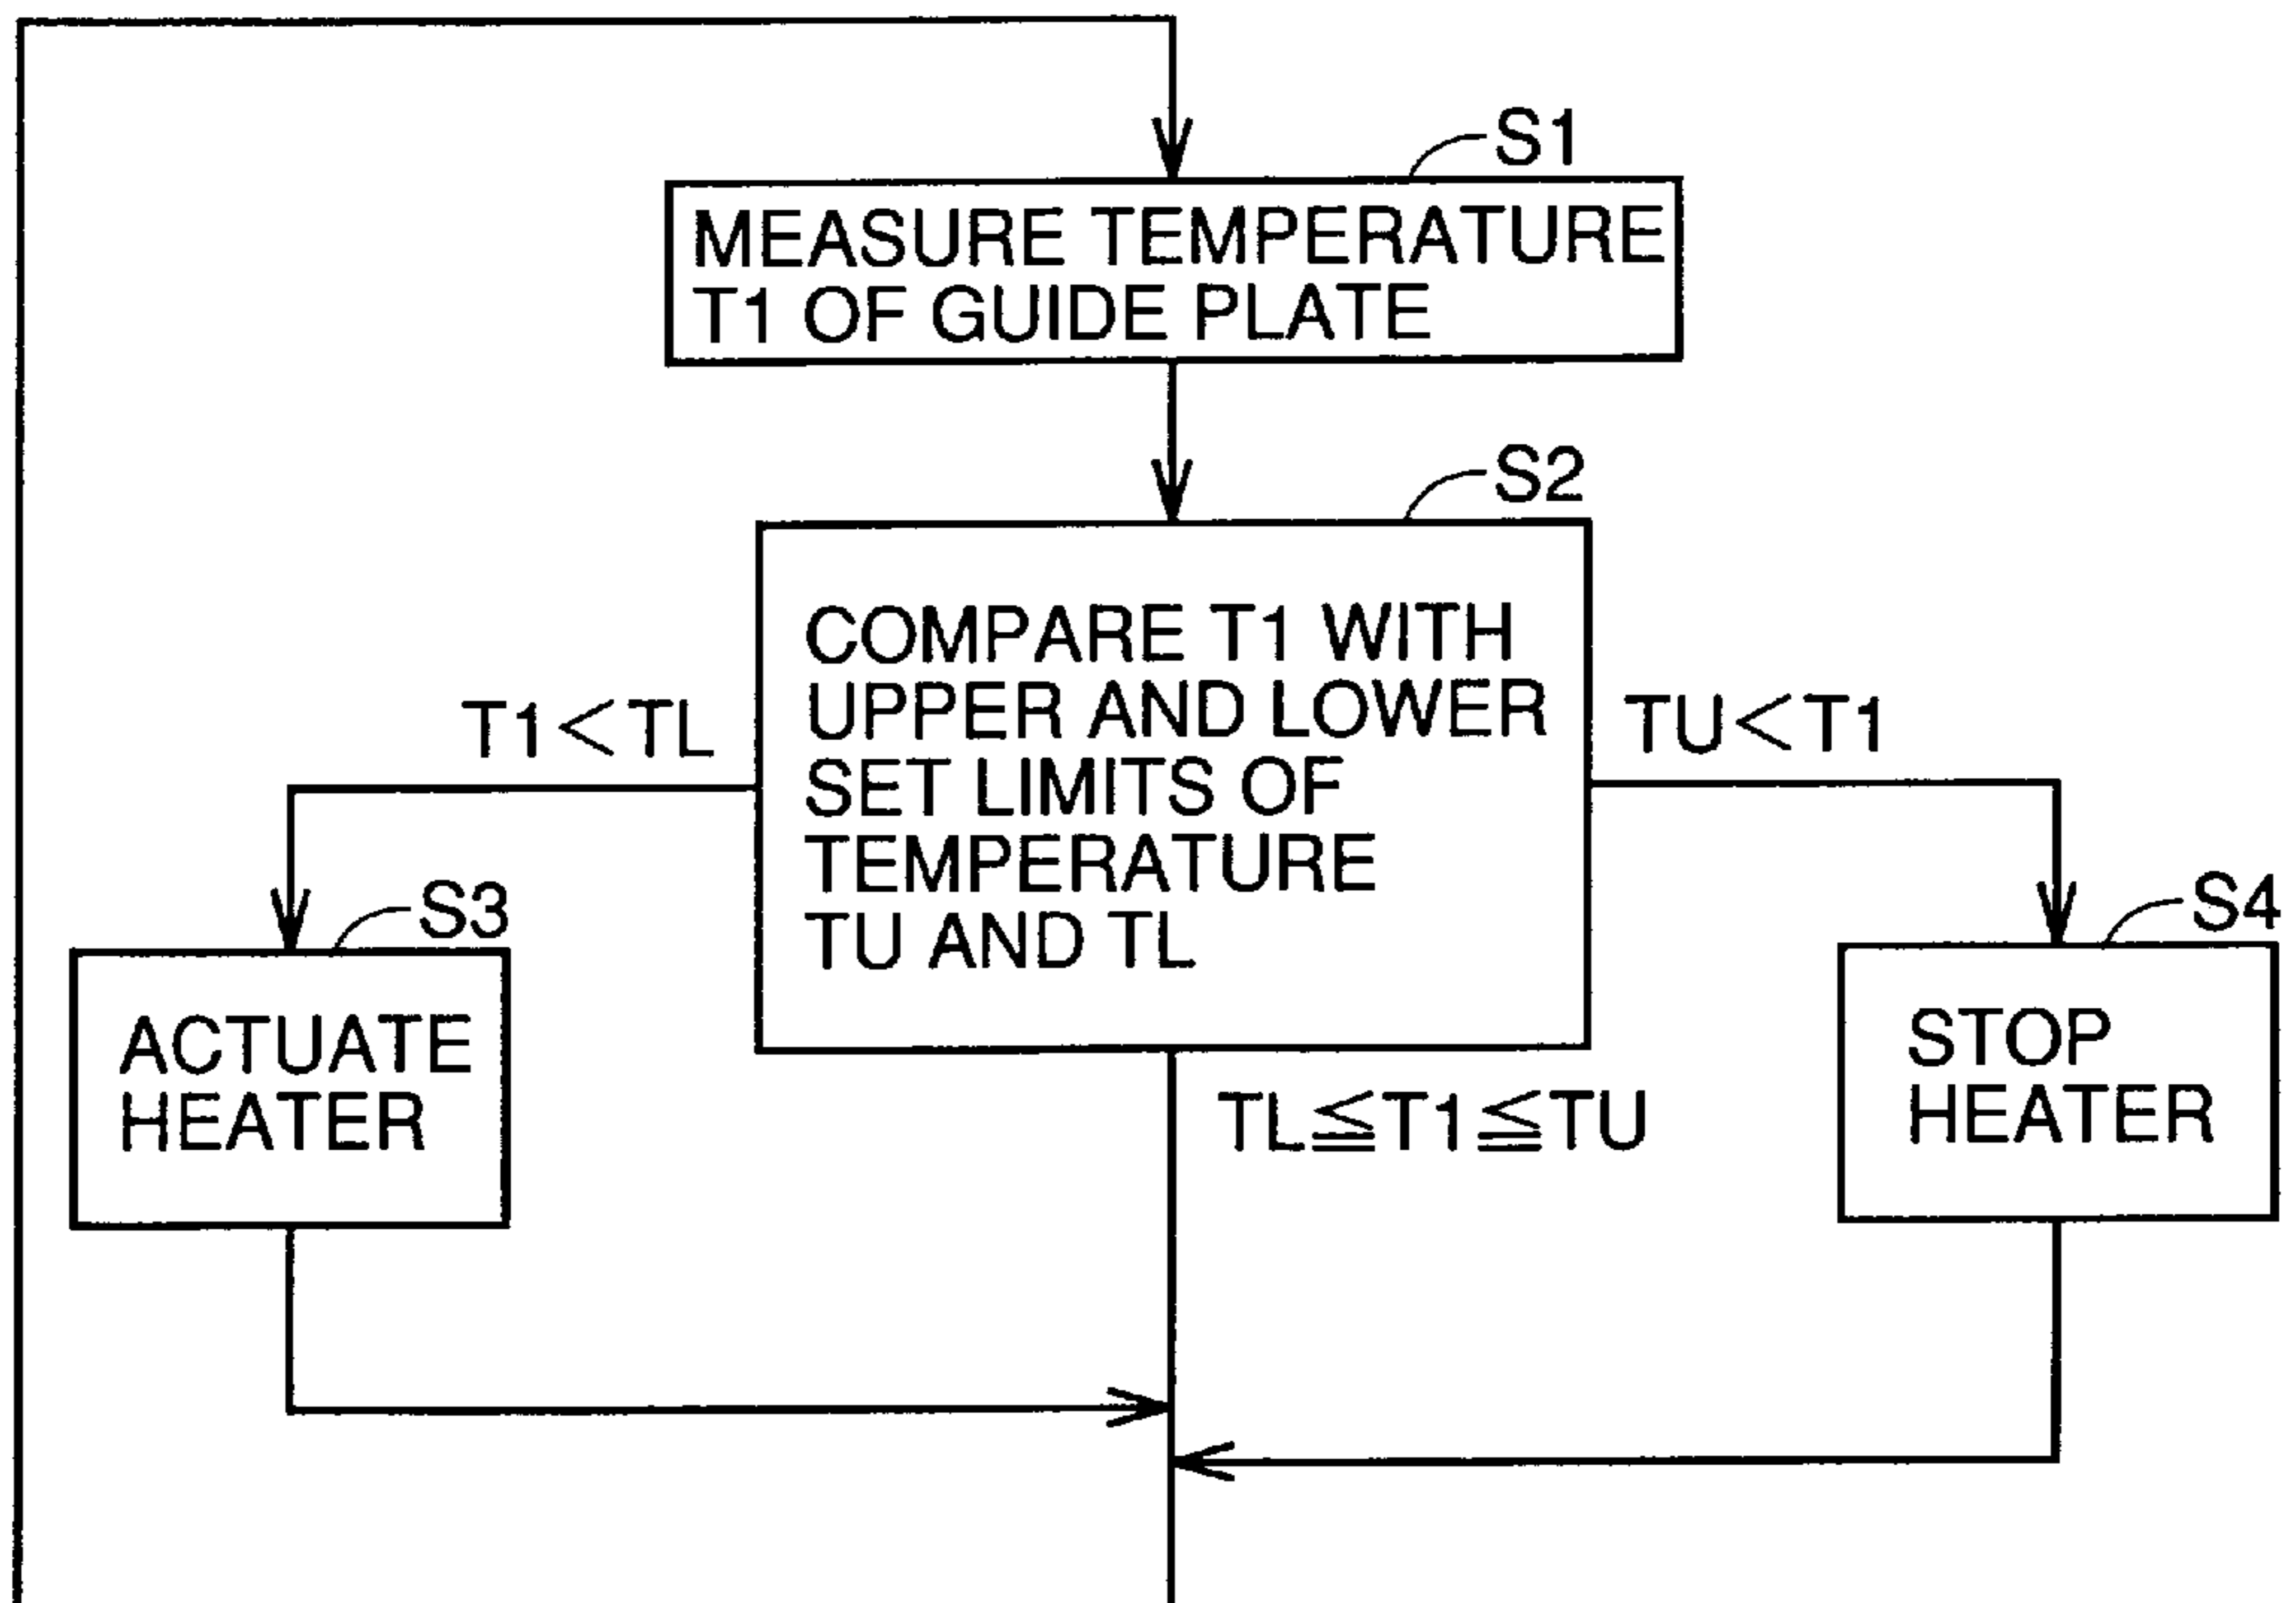 S1
MEASURE TEMPERATURE
T1 OF GUIDE PLATE
S2
COMPARE T1 WITH
UPPER AND LOWER
SET LIMITS OF
TEMPERATURE
TU AND TL
T1<TL
TU<T1
S3
ACTUATE
HEATER
S4
STOP
HEATER
TL≦T1≦TU